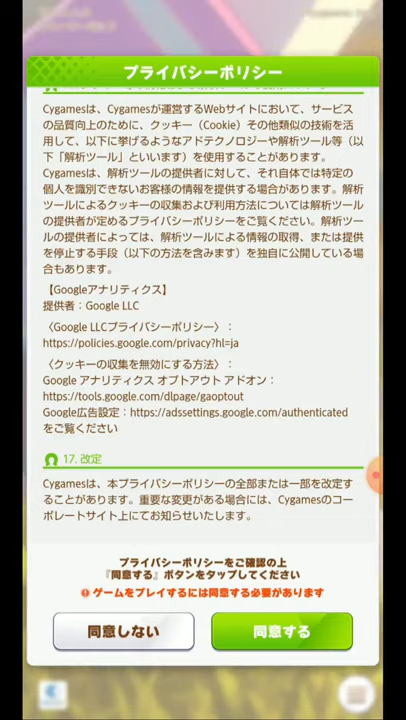 プライバシーポリシー
Cygamesは、Cygamesが運営するWebサイトにおいて、サービス
の品質向上のために、クッキー（Cookie）その他類似の技術を活
用して、以下に挙げるようなアドテクノロジーや解析ツール等（以
下「解析ツール」といいます）を使用することがあります。
Cygamesは、解析ツールの提供者に対して、それ自体では特定の
個人を識別できないお客様の情報を提供する場合があります。解析
ツールによるクッキーの収集および利用方法については解析ツール
の提供者が定めるプライバシーポリシーをご覧ください。解析ツー
ルの提供者によっては、解析ツールによる情報の取得、または提供
を停止する手段（以下の方法を含みます）を独自に公開している場
合もあります。
【Googleアナリティクス】
提供者：Google LLC
〈Google LLCプライバシーポリシー〉：
https://policies.google.com/privacy?hl=ja
〈クッキーの収集を無効にする方法〉：
Google アナリティクス オプトアウト アドオン：
https://tools.google.com/dlpage/gaoptout
Google広告設定：https://adssettings.google.com/authenticated
をご覧ください
17. 改定
Cygamesは、本プライバシーポリシーの全部または一部を改定す
ることがあります。重要な変更がある場合には、Cygamesのコー
ポレートサイト上にてお知らせいたします。
プライバシーポリシーをご確認の上
『同意する』ボタンをタップしてください
ゲームをプレイするには同意する必要があります
同意しない
同意する